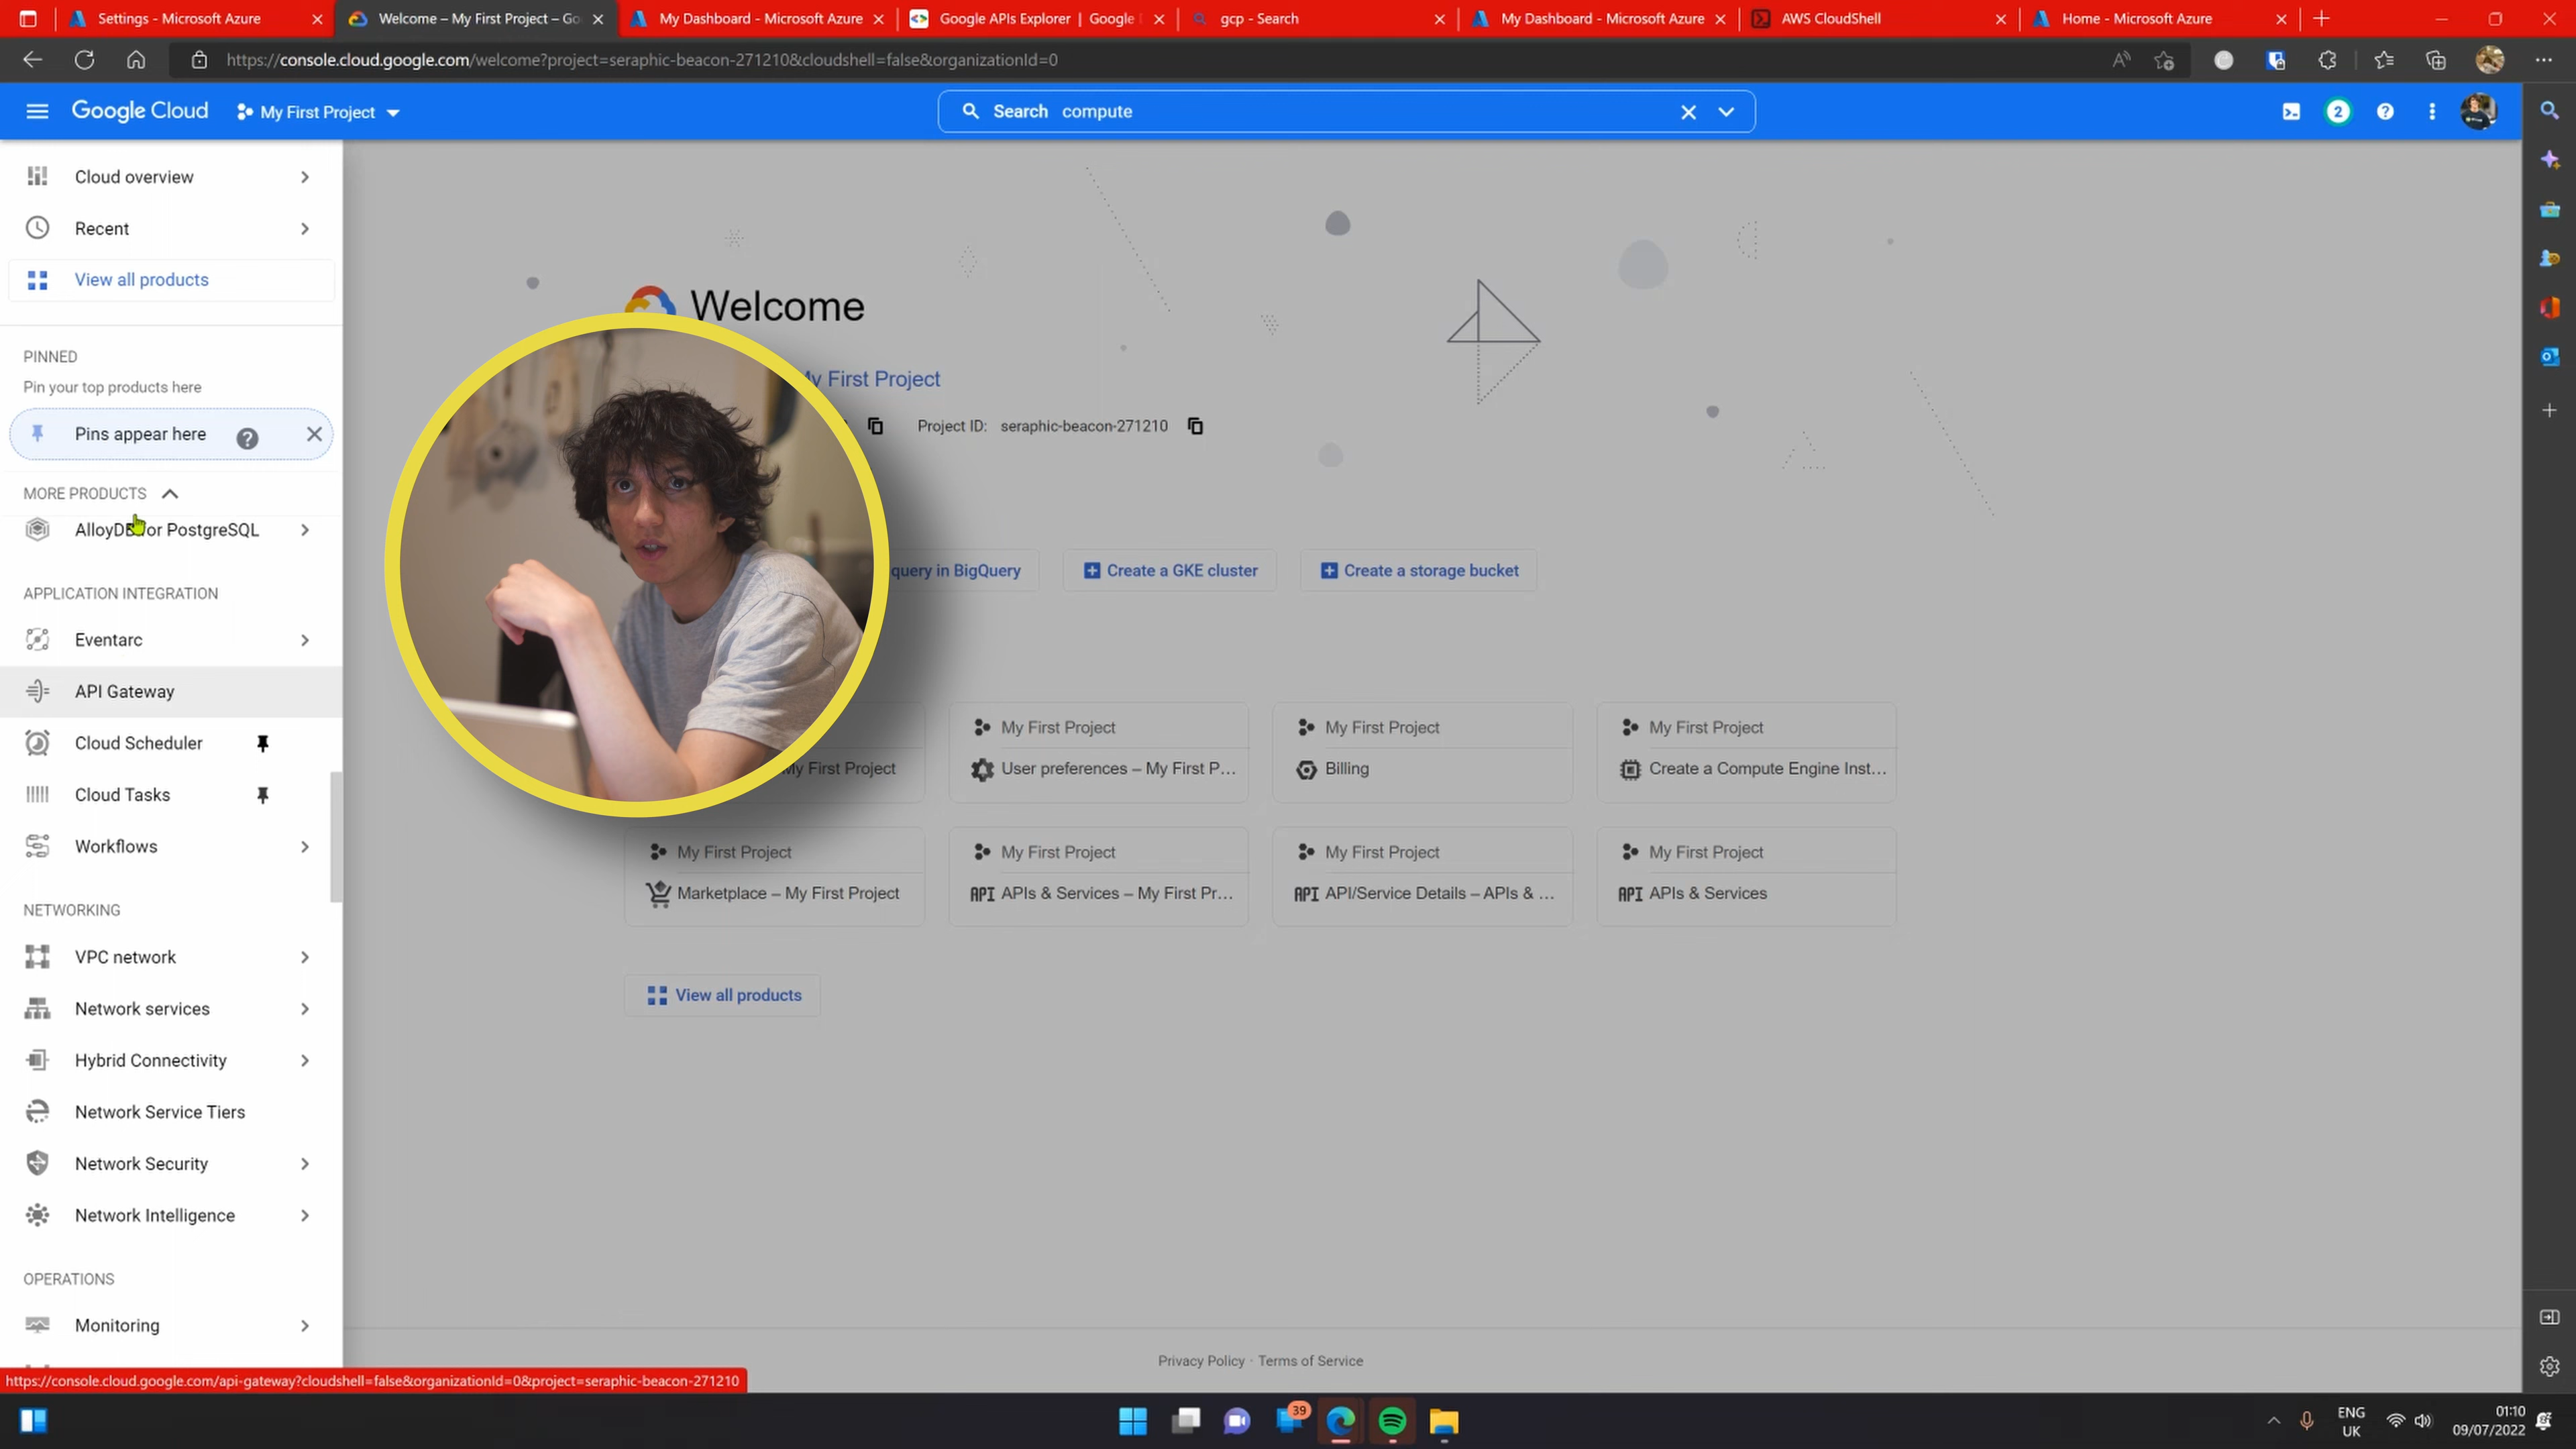 Settings - Microsoft Azure
Welcome – My First Project – Go
My Dashboard - Microsoft Azure
Google APIs Explorer | Google
gcp - Search
My Dashboard - Microsoft Azure
AWS CloudShell
Home - Microsoft Azure
https://console.cloud.google.com/welcome?project=seraphic-beacon-271210&cloudshell=false&organizationId=0
Google Cloud
My First Project
Search compute
2
Cloud overview
Recent
View all products
PINNED
Pin your top products here
Pins appear here
MORE PRODUCTS
AlloyDB for PostgreSQL
APPLICATION INTEGRATION
Eventarc
API Gateway
Cloud Scheduler
Cloud Tasks
Workflows
NETWORKING
VPC network
Network services
Hybrid Connectivity
Network Service Tiers
Network Security
Network Intelligence
OPERATIONS
Monitoring
Welcome
My First Project
Project ID: seraphic-beacon-271210
query in BigQuery
Create a GKE cluster
Create a storage bucket
My First Project
My First Project
User preferences – My First P...
My First Project
Billing
My First Project
Create a Compute Engine Inst...
My First Project
Marketplace – My First Project
My First Project
API APIs & Services – My First Pr...
My First Project
API API/Service Details – APIs & ...
My First Project
API APIs & Services
View all products
Privacy Policy · Terms of Service
https://console.cloud.google.com/api-gateway?cloudshell=false&organizationId=0&project=seraphic-beacon-271210
39
ENG
UK
01:10
09/07/2022